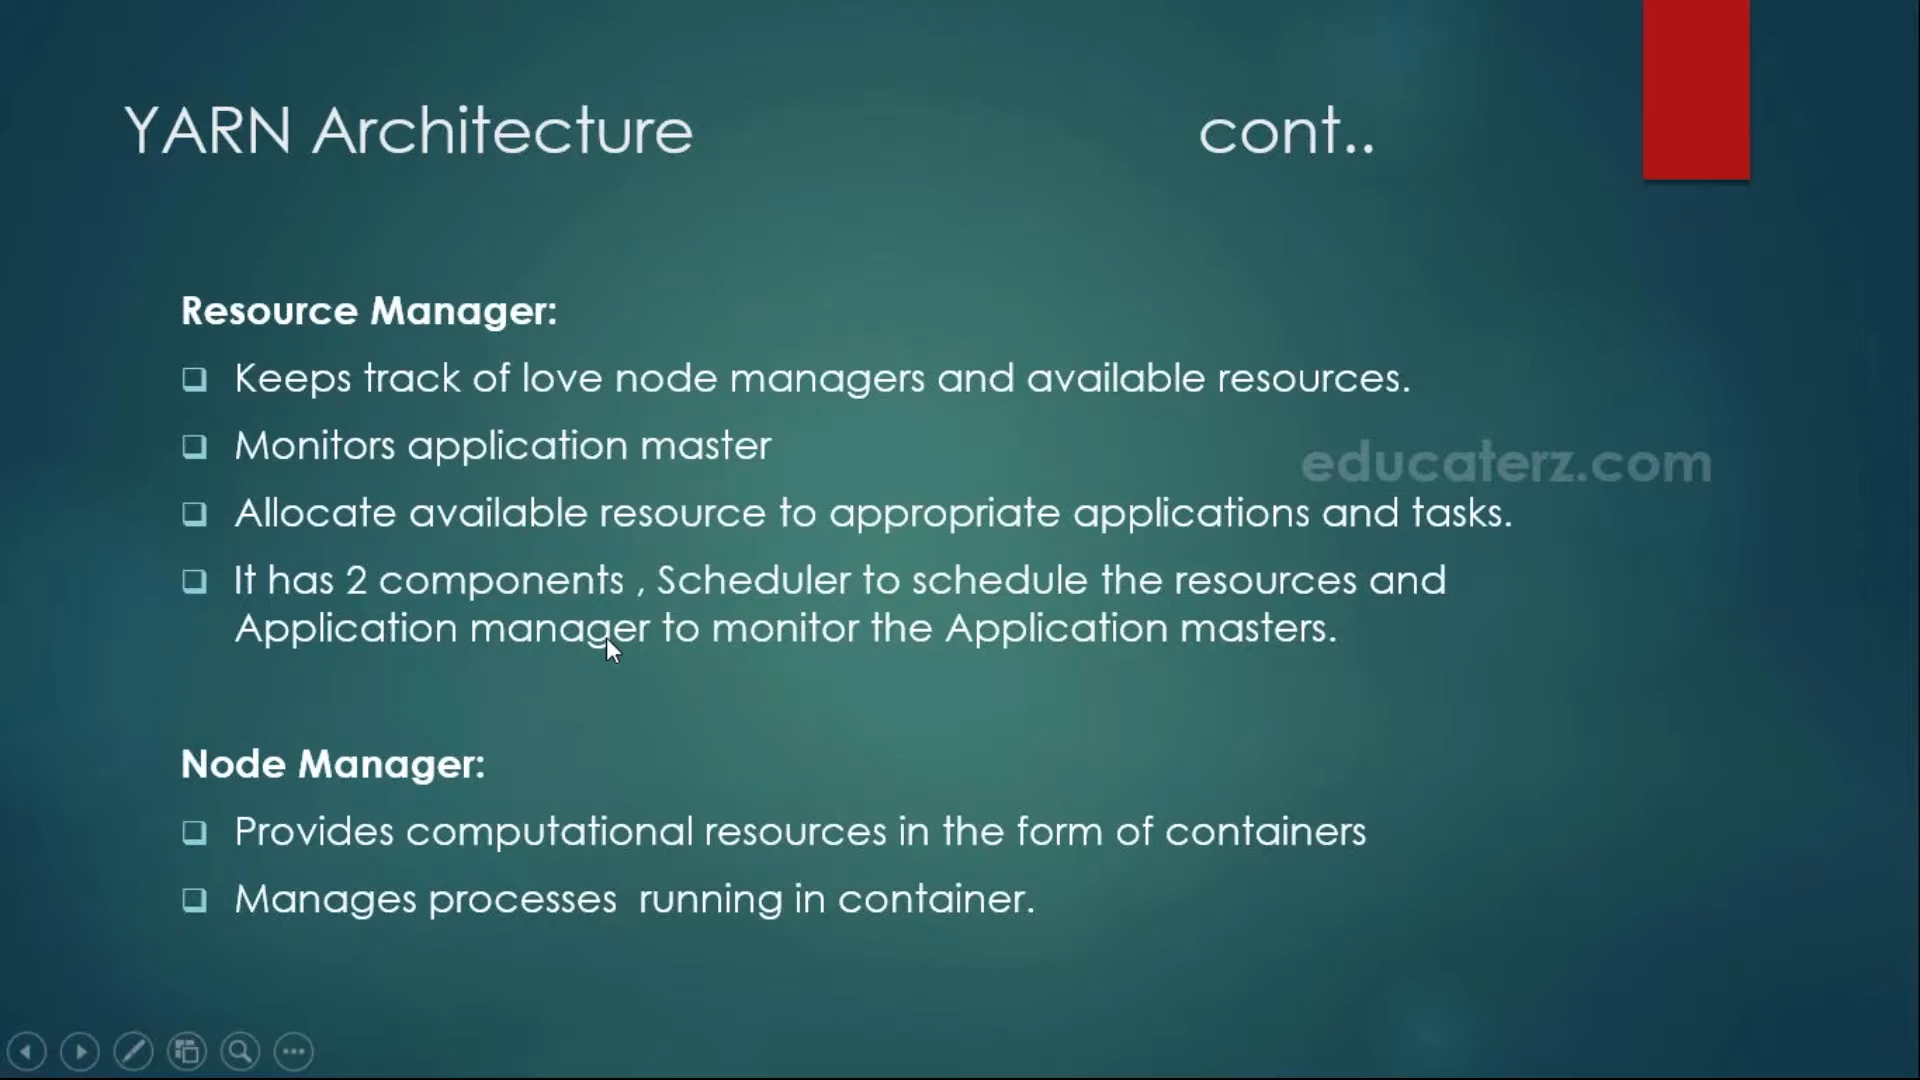 YARN Architecture cont..
Resource Manager:
Keeps track of love node managers and available resources.
Monitors application master
educaterz.com
Allocate available resource to appropriate applications and tasks.
It has 2 components , Scheduler to schedule the resources and
Application manager to monitor the Application masters.
Node Manager:
Provides computational resources in the form of containers
Manages processes  running in container.